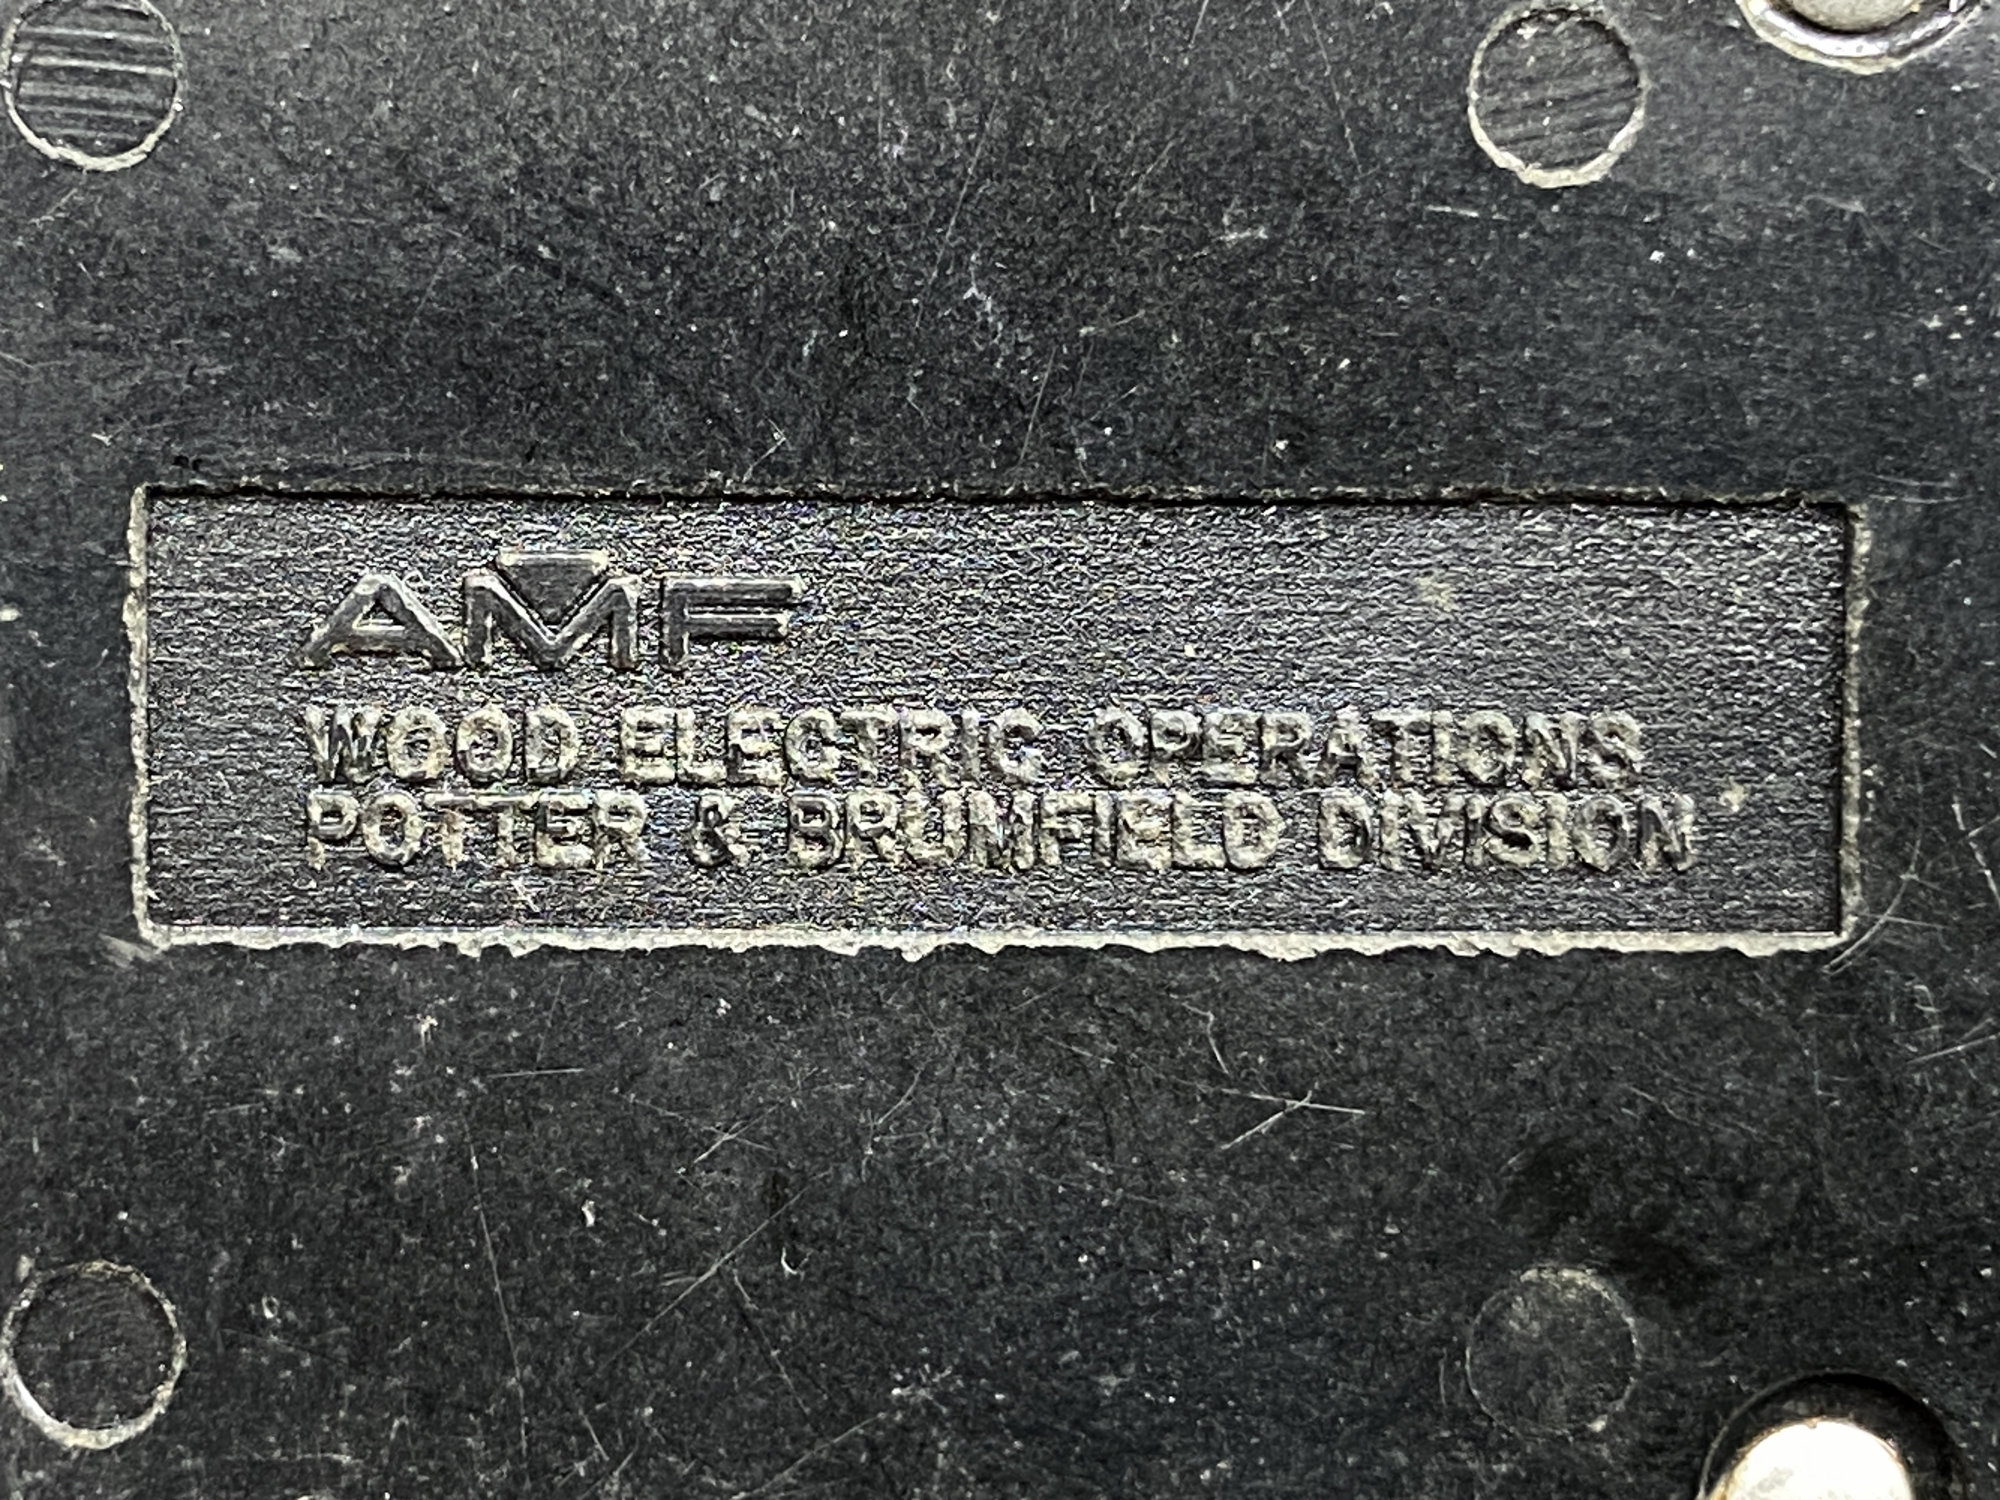 AMF
WOOD ELECTRIC OPERATIONS
POTTER & BRUMFIELD DIVISION